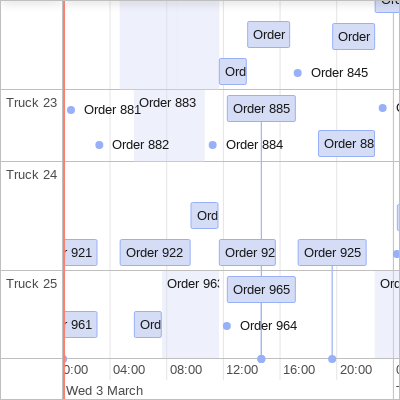 Order
Order
Ord
Order 845
Truck 23
Order 881
Order 883
Order 885
Order 882
Order 884
Order 88
Truck 24
Ord
921
Order 922
Order 92
Order 925
Truck 25
Order 963
Order 965
Ord
961
Ord
Order 964
0:00 04:00 08:00 12:00 16:00 20:00
Wed 3 March